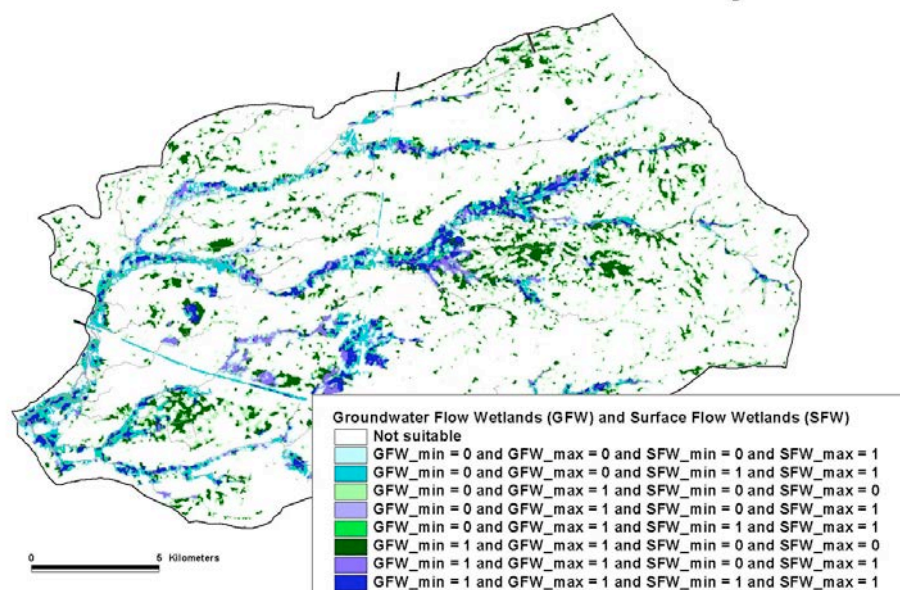 Groundwater Flow Wetlands (GFW) and Surface Flow Wetlands (SFW)
Not suitable
GFW_min = 0 and GFW_max = 0 and SFW_min = 0 and SFW_max = 1
GFW_min = 0 and GFW_max = 0 and SFW_min = 1 and SFW_max = 1
GFW_min = 0 and GFW_max = 1 and SFW_min = 0 and SFW_max = 0
GFW_min = 0 and GFW_max = 1 and SFW_min = 0 and SFW_max = 1
GFW_min = 0 and GFW_max = 1 and SFW_min = 1 and SFW_max = 1
GFW_min = 1 and GFW_max = 1 and SFW_min = 0 and SFW_max = 0
GFW_min = 1 and GFW_max = 1 and SFW_min = 0 and SFW_max = 1
GFW_min = 1 and GFW_max = 1 and SFW_min = 1 and SFW_max = 1
0 5 Kilometers